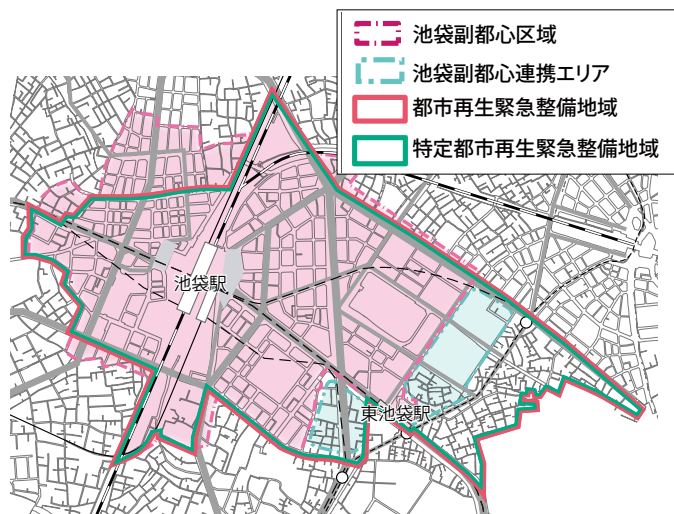 池袋副都心区域
池袋副都心連携エリア
都市再生緊急整備地域
特定都市再生緊急整備地域
池袋駅
東池袋駅